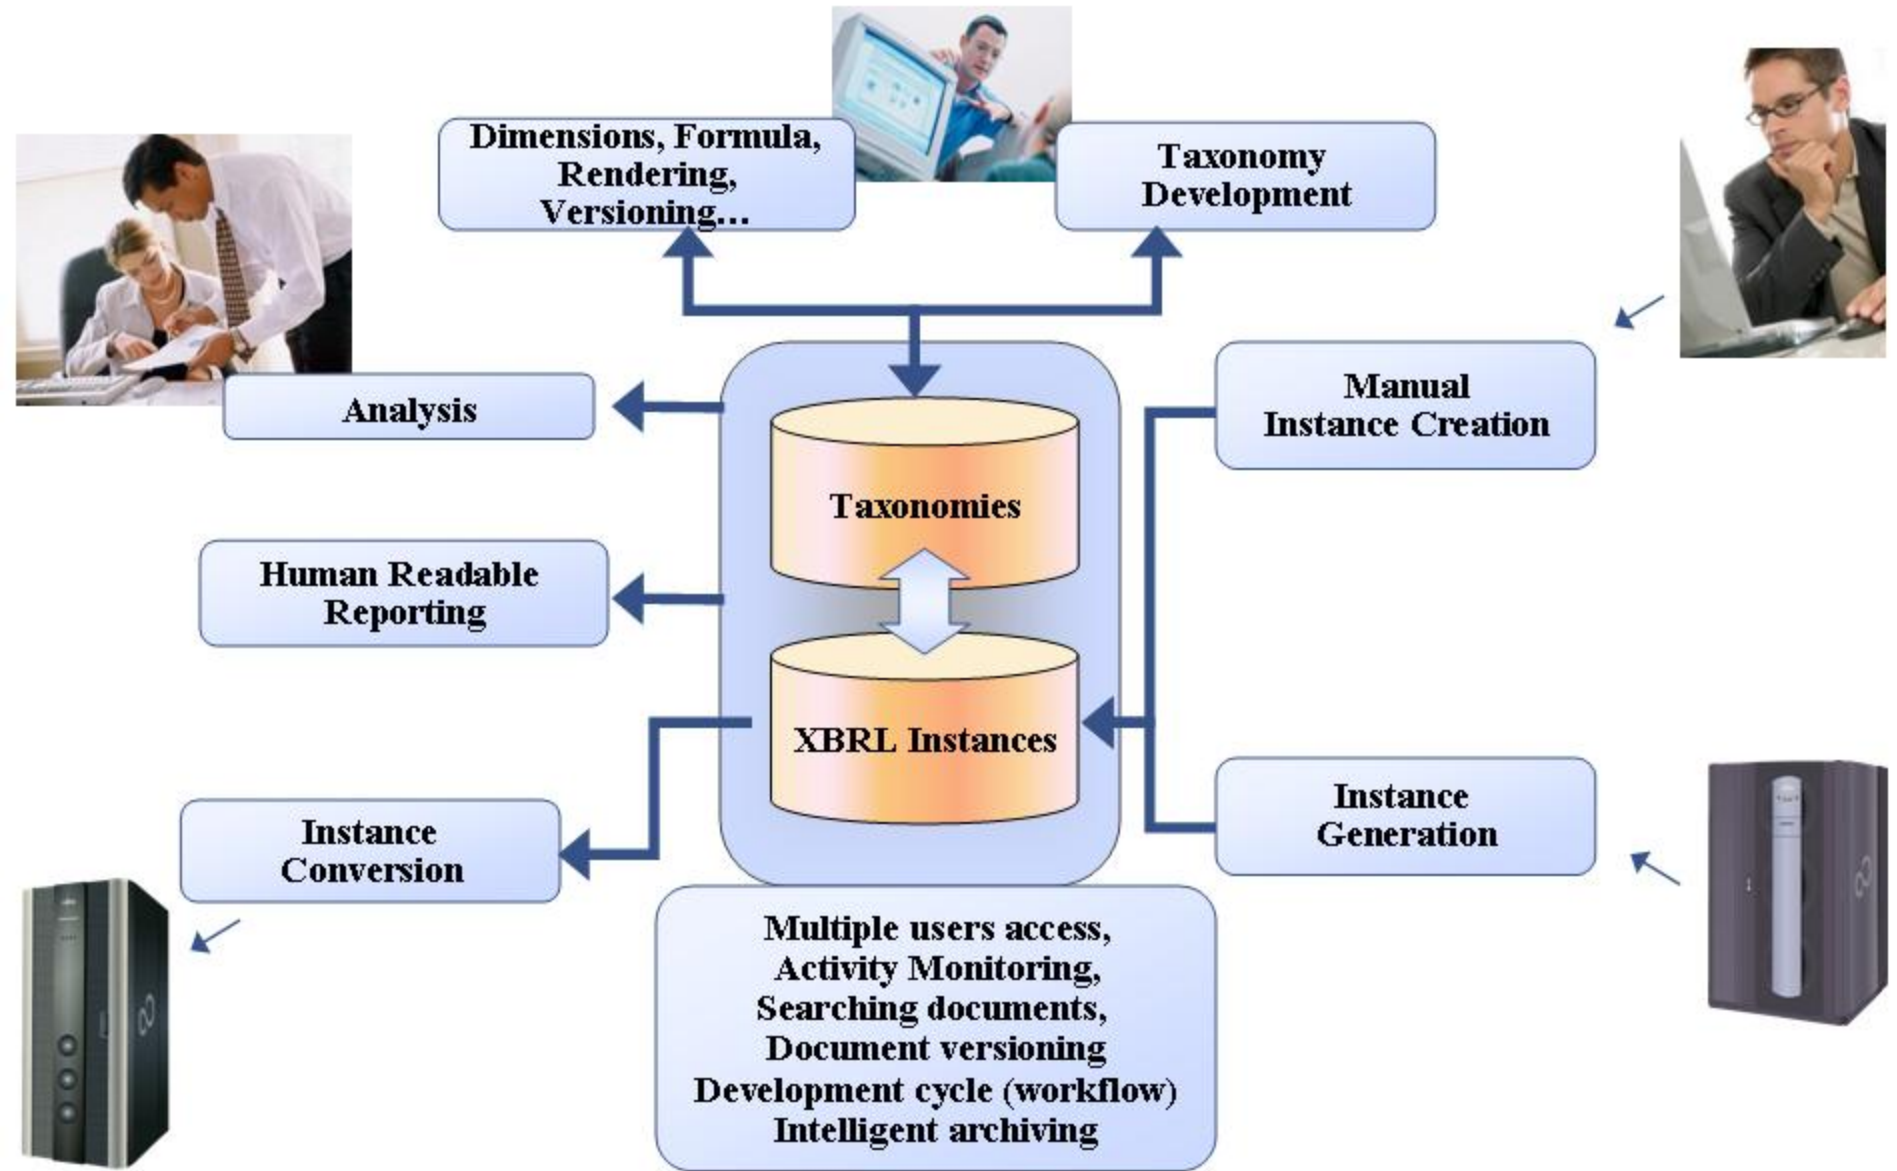 Dimensions, Formula,
Rendering,
Versioning...
Taxonomy
Development
Analysis
Manual
Instance Creation
Taxonomies
Human Readable
Reporting
XBRL Instances
Instance
Conversion
Instance
Generation
Multiple users access,
Activity Monitoring,
Searching documents,
Document versioning
Development cycle (workflow)
Intelligent archiving